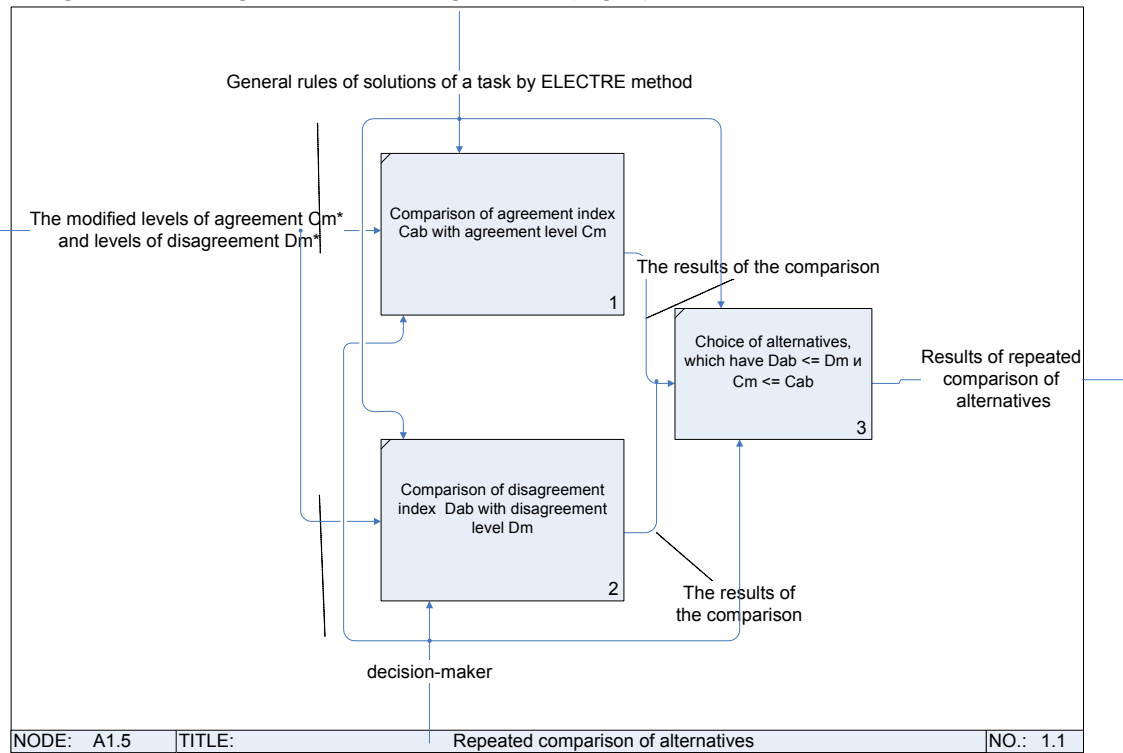 General rules of solutions of a task by ELECTRE method
The modified levels of agreement Cm*
and levels of disagreement Dm*
Comparison of agreement index
Cab with agreement level Cm
1
The results of the comparison
Choice of alternatives,
which have Dab <= Dm и
Cm <= Cab
3
Results of repeated
comparison of
alternatives
Comparison of disagreement
index Dab with disagreement
level Dm
2
The results of
the comparison
decision-maker
NODE: A1.5 TITLE: Repeated comparison of alternatives NO.: 1.1